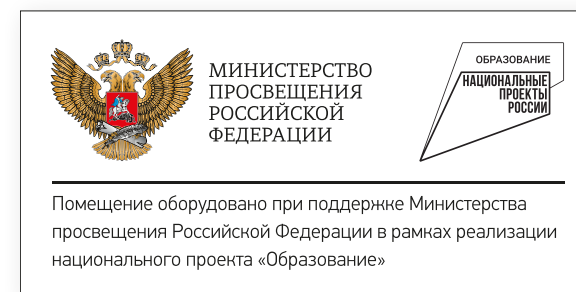 МИНИСТЕРСТВО
ПРОСВЕЩЕНИЯ
РОССИЙСКОЙ
ФЕДЕРАЦИИ
ОБРАЗОВАНИЕ
НАЦИОНАЛЬНЫЕ
ПРОЕКТЫ
РОССИИ
Помещение оборудовано при поддержке Министерства
просвещения Российской Федерации в рамках реализации
национального проекта «Образование»